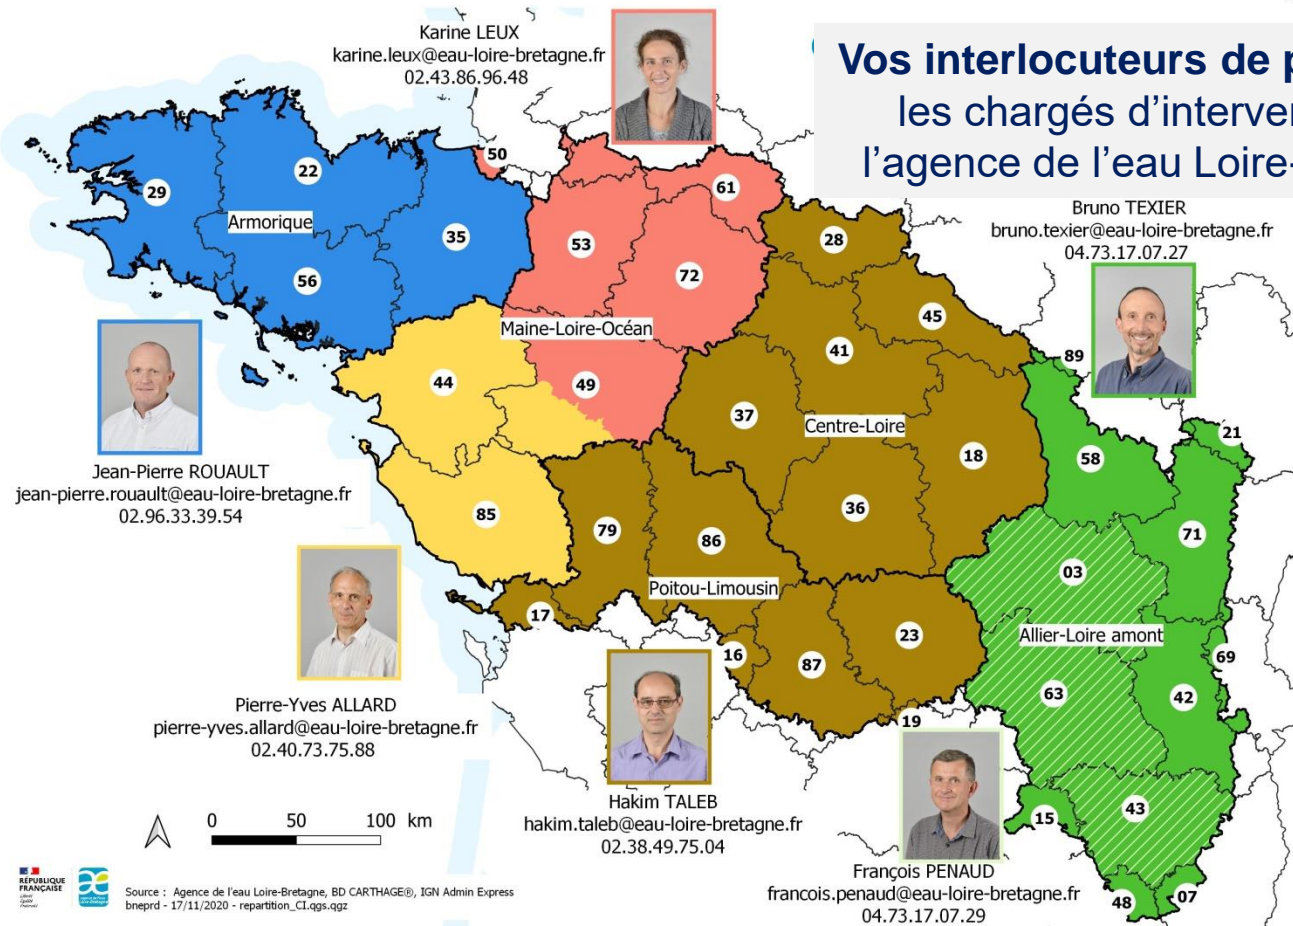 Karine LEUX
karine.leux@eau-loire-bretagne.fr
02.43.86.96.48
Vos interlocuteurs de
les chargés
l'agence de l'eau Loire-
Bruno TEXIER
bruno.texier@eau-loire-bretagne.fr
04.73.17.07.27
50
22
29
61
Armorique
35
53
28
56
72
Maine-Loire-Océan
45
41
89
44
49
37
Centre-Loire
21
18
58
Jean-Pierre ROUAULT
jean-pierre.rouault@eau-loire-bretagne.fr
02.96.33.39.54
85
79
86
36
71
03
Poitou-Limousin
17
23
Allier-Loire amont
16
87
69
63
42
19
Pierre-Yves ALLARD
pierre-yves.allard@eau-loire-bretagne.fr
02.40.73.75.88
Hakim TALEB
hakim.taleb@eau-loire-bretagne.fr
02.38.49.75.04
15
43
0 50 100 km
François PENAUD
francois.penaud@eau-loire-bretagne.fr
04.73.17.07.29
48
07
RÉPUBLIQUE
FRANÇAISE
Source : Agence de l'eau Loire-Bretagne, BD CARTHAGE®, IGN Admin Express
bneprd - 17/11/2020 - repartition_CI.qgs.qgz